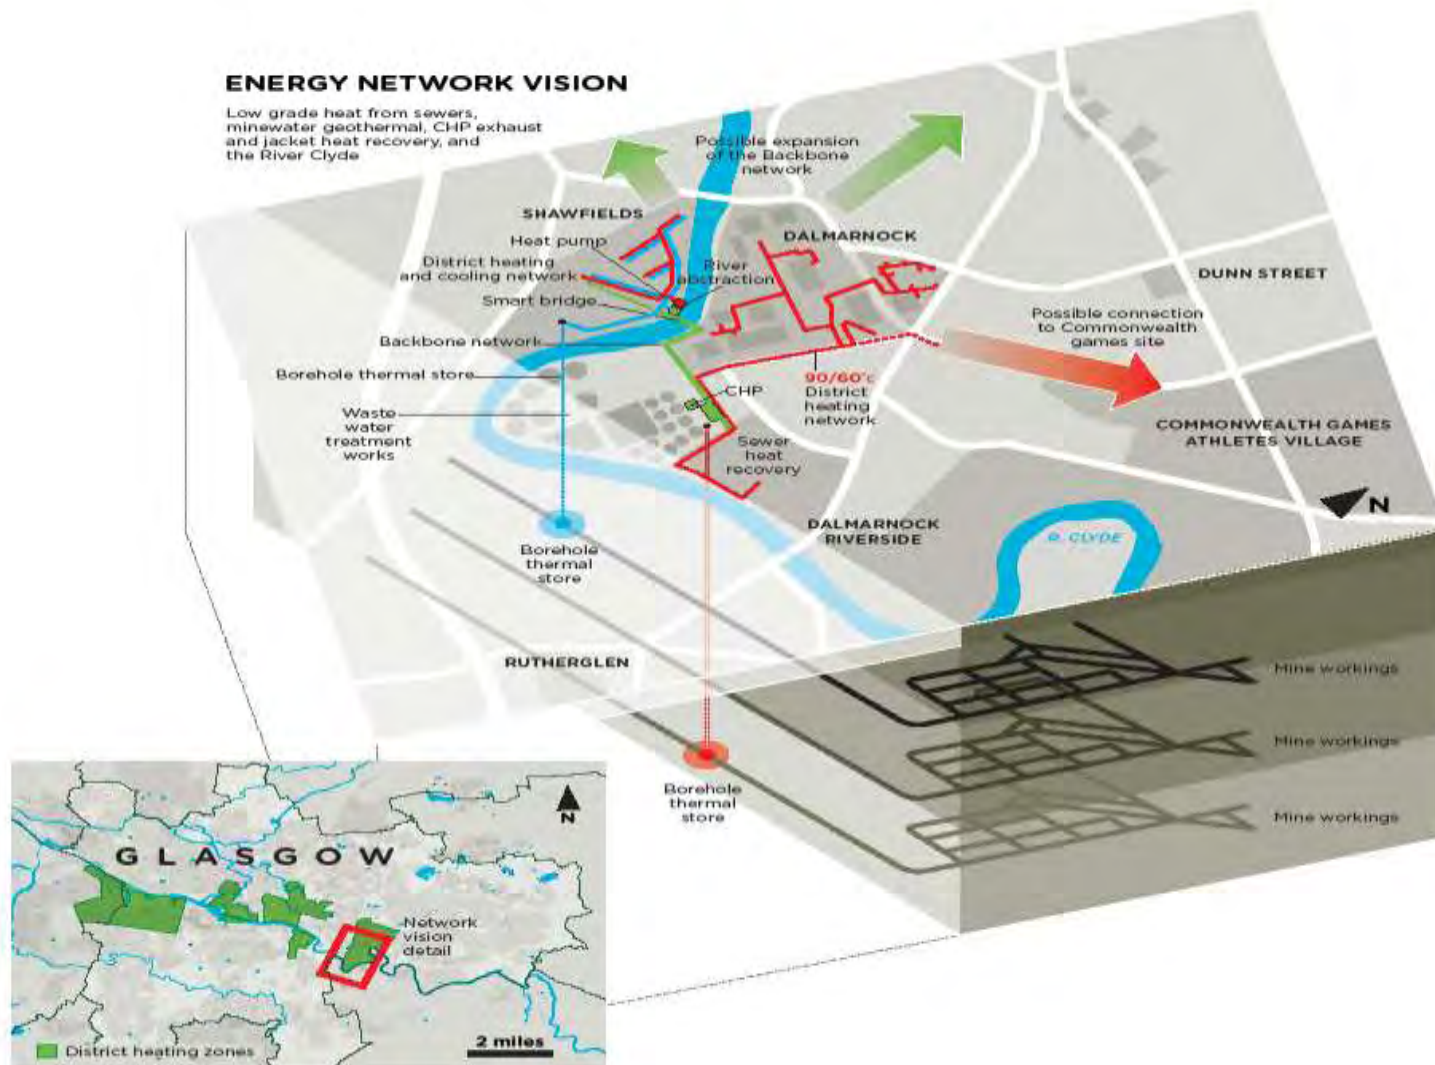 ENERGY NETWORK VISION
Low grade heat from sewers,
minewater geothermal, CHP exhaust
and jacket heat recovery, and
the River Clyde
Possible expansion
of the Backbone
network
SHAWFIELDS
Heat pump
District heating
and cooling network
River
abstraction
Smart bridge
Backbone network
Borehole thermal store
Waste
water
treatment
works
DALMARNOCK
DUNN STREET
Possible connection
to Commonwealth
games site
90/60°c
District
heating
network
CHP
Sewer
heat
recovery
COMMONWEALTH GAMES
ATHLETES VILLAGE
N
DALMARNOCK
RIVERSIDE
R. CLYDE
Borehole
thermal
store
RUTHERGLEN
Mine workings
Mine workings
Mine workings
Borehole
thermal
store
N
GLASGOW
Network
vision
detail
District heating zones
2 miles